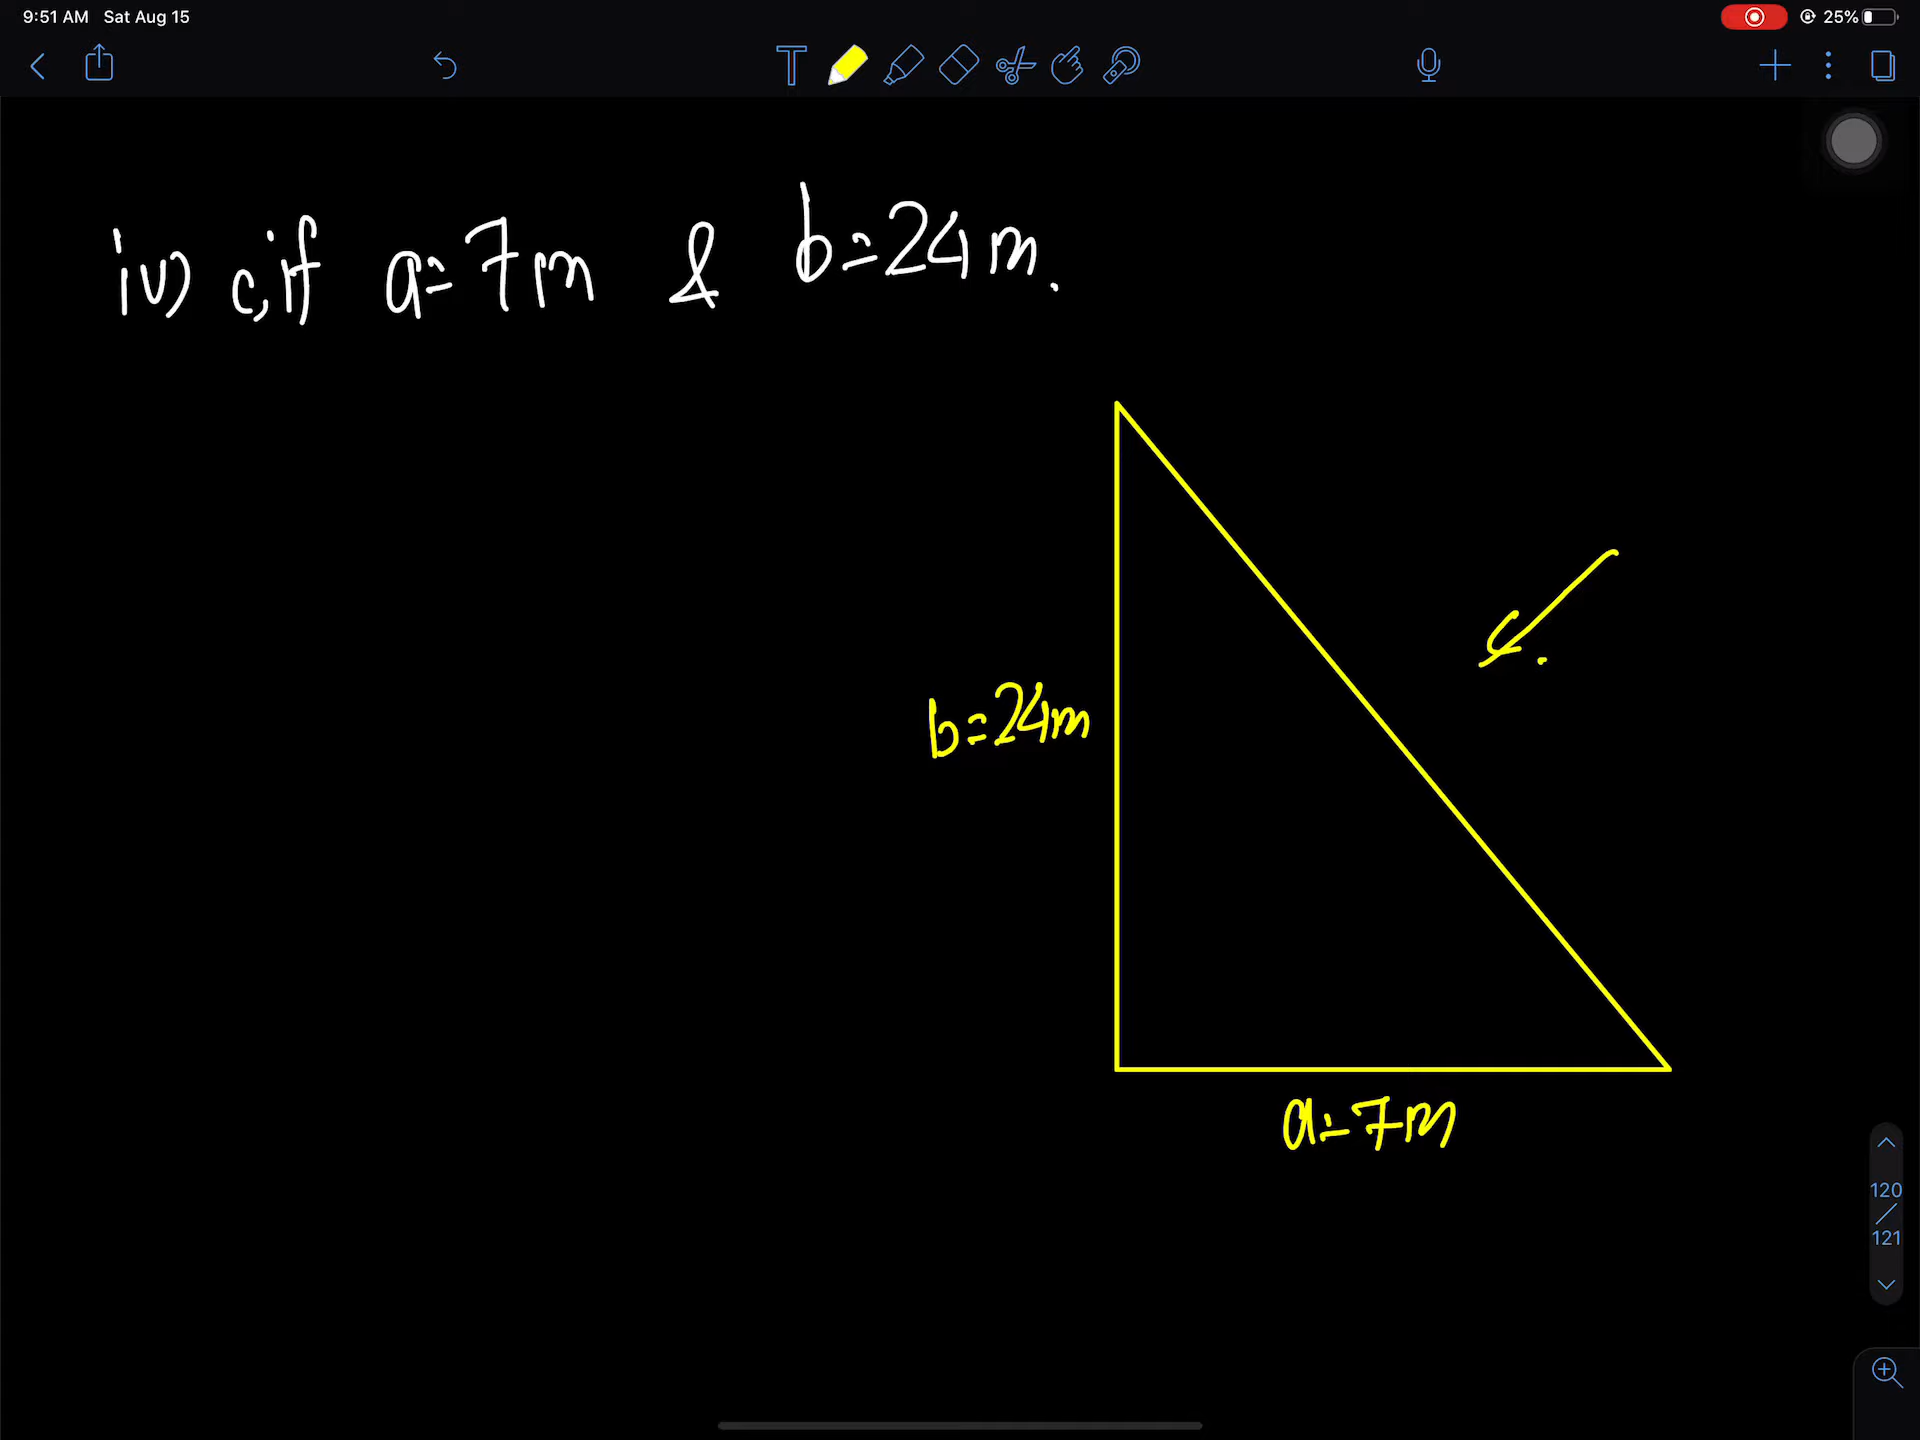 9:51 AM Sat Aug 15
25%
T
iv) c, if a=7m & b=24m.
c.
b=24m
a=7m
120
/
121